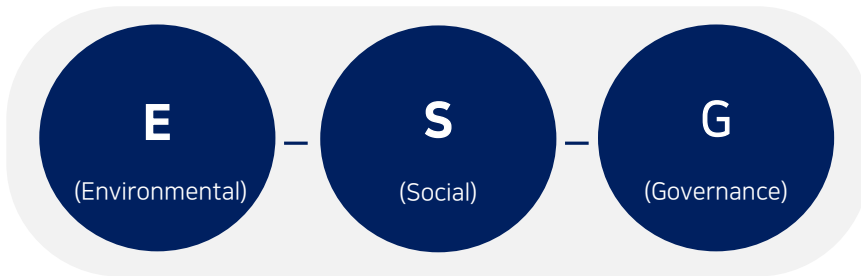 E – S – G
(Environmental) (Social) (Governance)